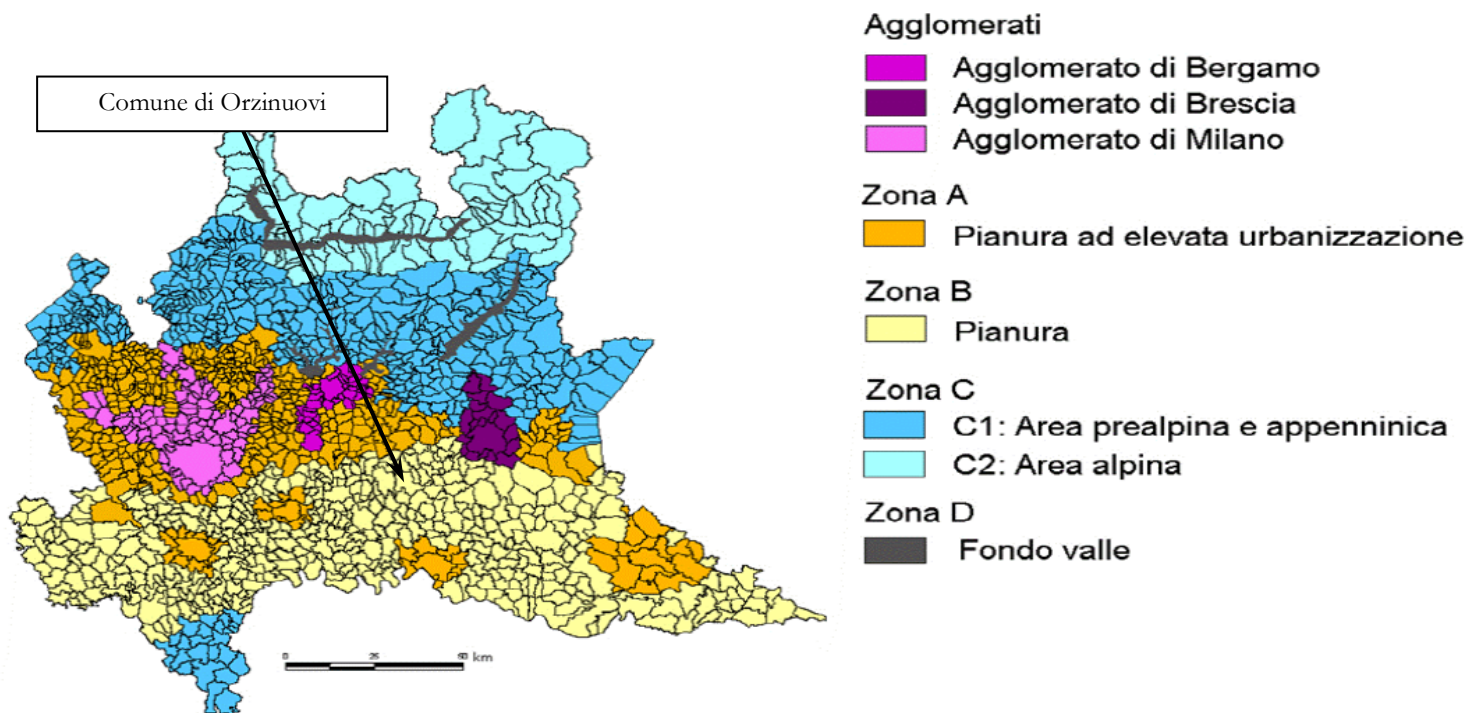 Comune di Orzinuovi
Agglomerati
Agglomerato di Bergamo
Agglomerato di Brescia
Agglomerato di Milano
Zona A
Pianura ad elevata urbanizzazione
Zona B
Pianura
Zona C
C1: Area prealpina e appenninica
C2: Area alpina
Zona D
Fondo valle
0 25 50 km